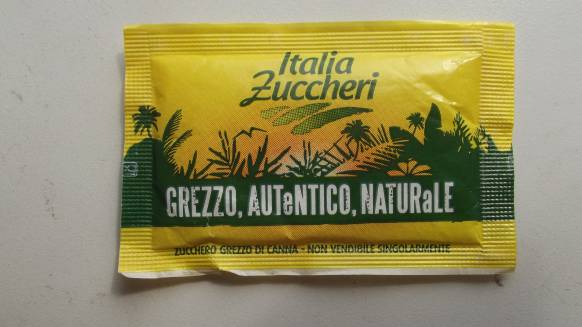 Italia
Zuccheri
GREZZO, AUTeNTICO, NATURaLE
ZUCCHERO GREZZO DI CANNA - NON VENDIBILE SINGOLARMENTE